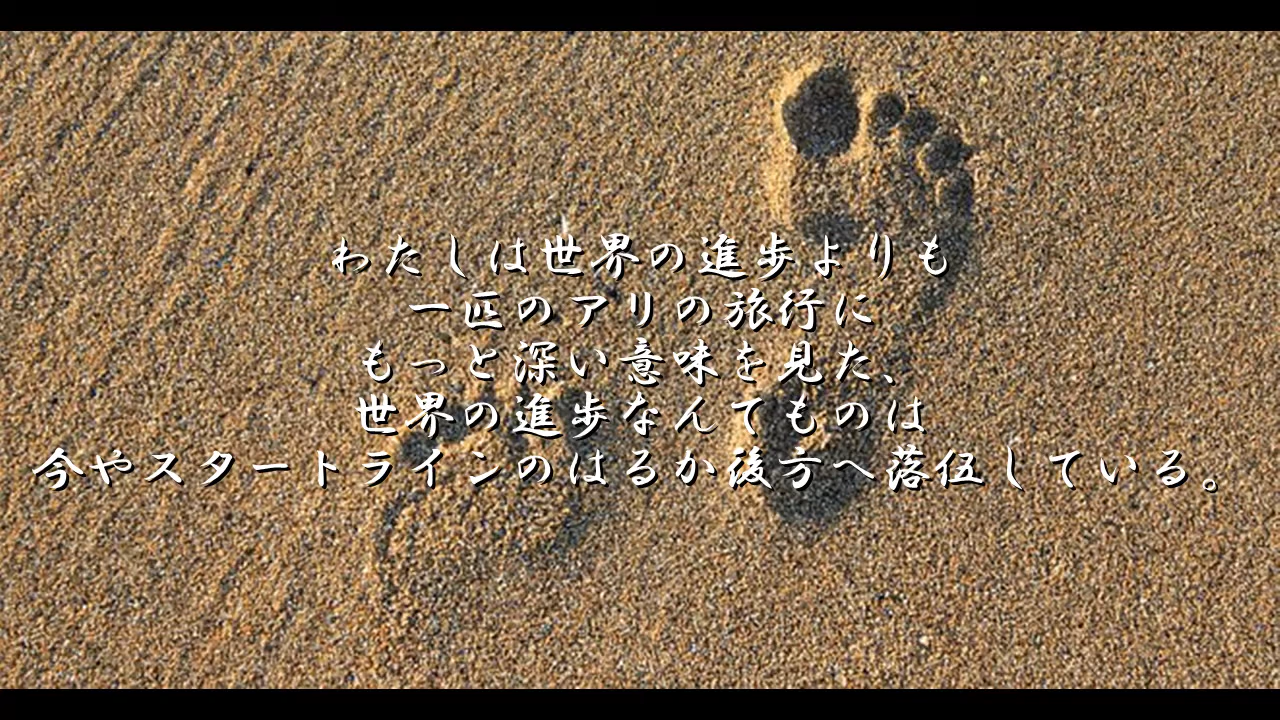 わたしは世界の進歩よりも
一匹のアリの旅行に
もっと深い意味を見た、
世界の進歩なんてものは
今やスタートラインのはるか後方へ落伍している。